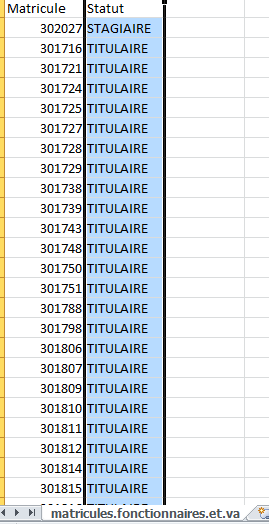 Matricule Statut
302027 STAGIAIRE
301716 TITULAIRE
301721 TITULAIRE
301724 TITULAIRE
301725 TITULAIRE
301727 TITULAIRE
301728 TITULAIRE
301729 TITULAIRE
301738 TITULAIRE
301739 TITULAIRE
301743 TITULAIRE
301748 TITULAIRE
301750 TITULAIRE
301751 TITULAIRE
301788 TITULAIRE
301798 TITULAIRE
301806 TITULAIRE
301807 TITULAIRE
301809 TITULAIRE
301810 TITULAIRE
301811 TITULAIRE
301812 TITULAIRE
301814 TITULAIRE
301815 TITULAIRE
matricules.fonctionnaires.et.va